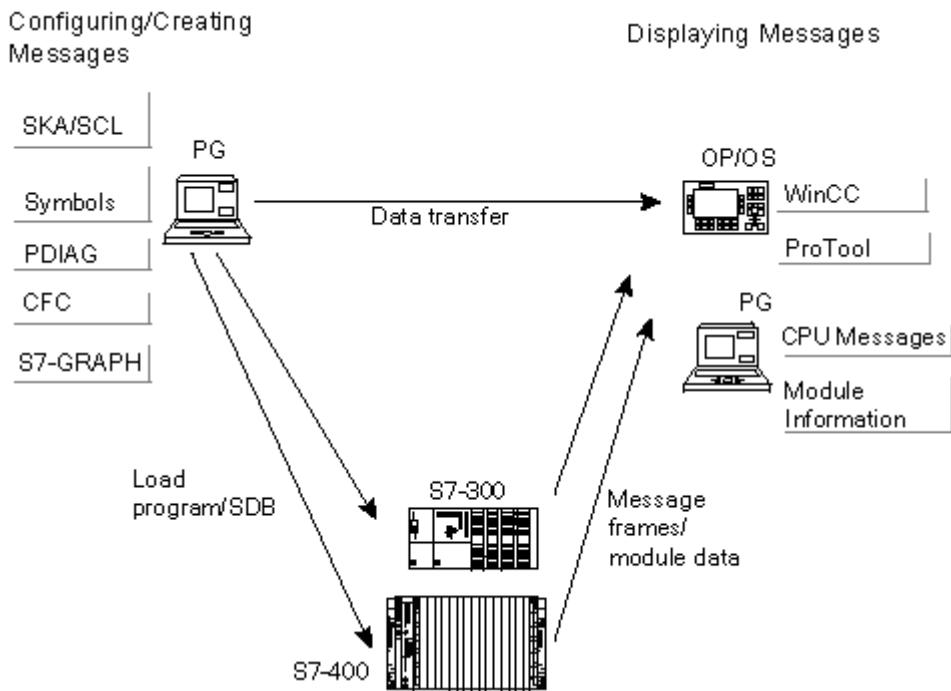 Configuring/Creating
Messages
Displaying Messages
SKA/SCL
Symbols
PDIAG
CFC
S7-GRAPH
PG
Data transfer
OP/OS
WinCC
ProTool
PG
CPU Messages
Module
Information
Load
program/SDB
S7-300
Message
frames/
module data
S7-400